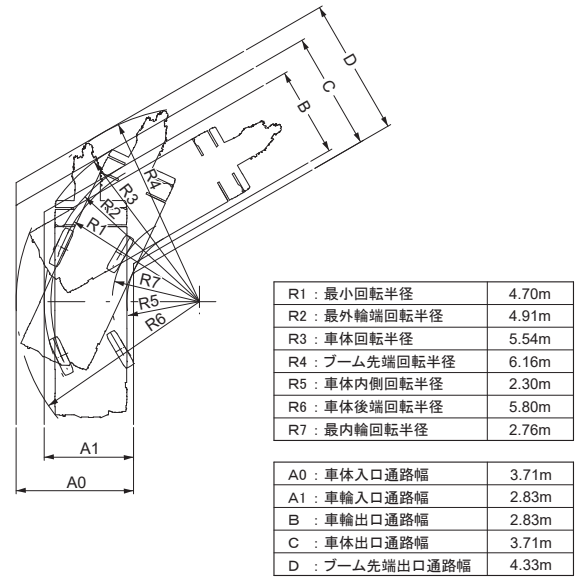 D
C
B
R4
R3
R2
R1
R7
R5
R6
A1
A0
R1 : 最小回転半径 4.70m
R2 : 最外輪端回転半径 4.91m
R3 : 車体回転半径 5.54m
R4 : ブーム先端回転半径 6.16m
R5 : 車体内側回転半径 2.30m
R6 : 車体後端回転半径 5.80m
R7 : 最内輪回転半径 2.76m
A0 : 車体入口通路幅 3.71m
A1 : 車輪入口通路幅 2.83m
B : 車輪出口通路幅 2.83m
C : 車体出口通路幅 3.71m
D : ブーム先端出口通路幅 4.33m